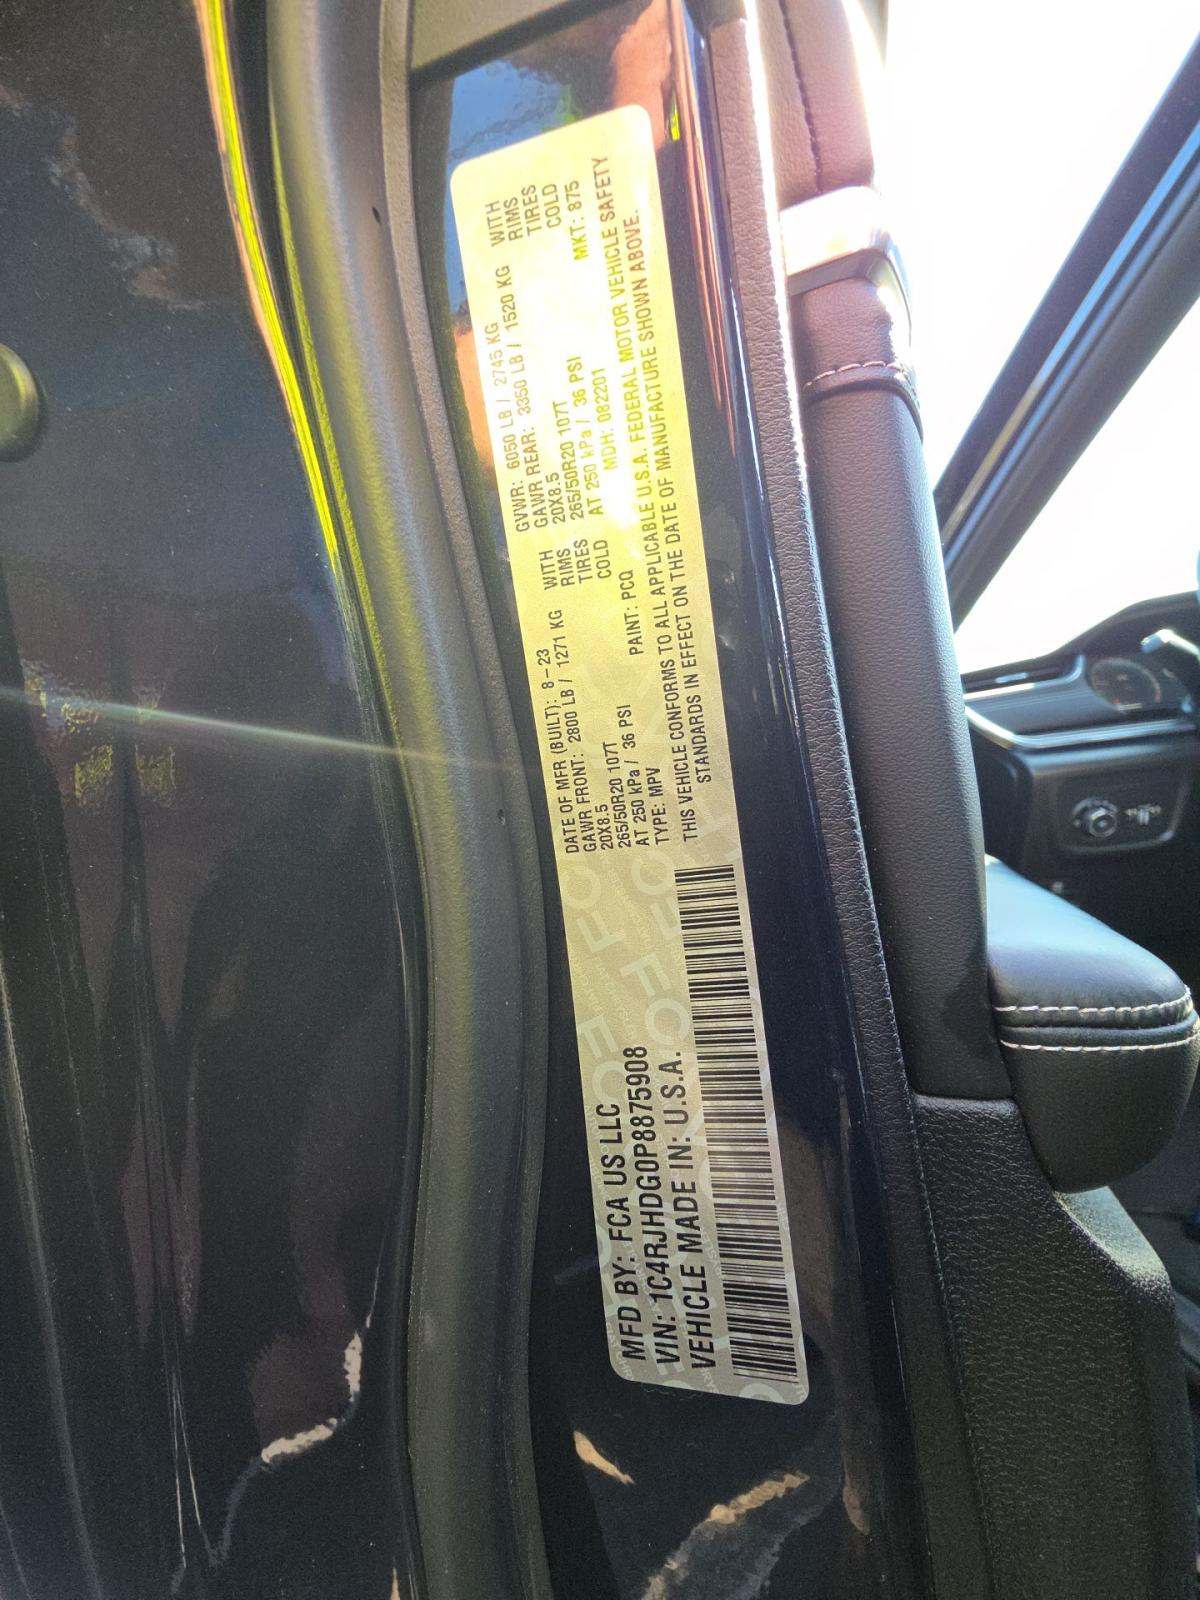 MFD BY: FCA US LLC
VIN: 1C4RJHDG0P8875908
VEHICLE MADE IN: U.S.A.
DATE OF MFR (BUILT): 8-23
GAWR FRONT: 2800 LB / 1271 KG WITH
20X8.5 RIMS
265/50R20 107T TIRES
AT 250 kPa / 36 PSI COLD
TYPE: MPV PAINT: PCQ
GVWR: 6050 LB / 2745 KG
GAWR REAR: 3350 LB / 1520 KG WITH
20X8.5 RIMS
265/50R20 107T TIRES
AT 250 kPa / 36 PSI COLD
MDH: 082201 MKT: 875
THIS VEHICLE CONFORMS TO ALL APPLICABLE U.S.A. FEDERAL MOTOR VEHICLE SAFETY
STANDARDS IN EFFECT ON THE DATE OF MANUFACTURE SHOWN ABOVE.